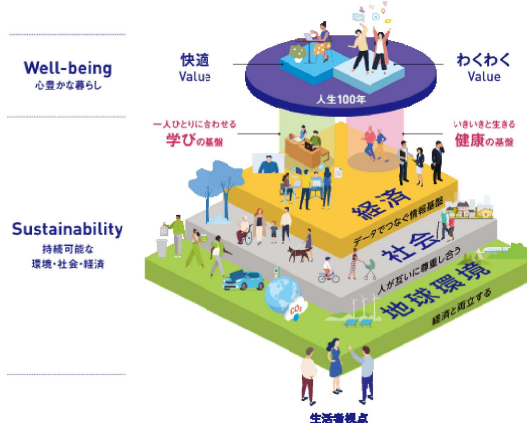 Well-being
心豊かな暮らし
快適
Value
わくわく
Value
人生100年
一人ひとりに合わせる
学びの基盤
いきいきと生きる
健康の基盤
経済
データでつなぐ情報基盤
Sustainability
持続可能な
環境・社会・経済
社会
人が互いに尊重し合う
地球環境
経済と両立する
CO₂
生活者視点